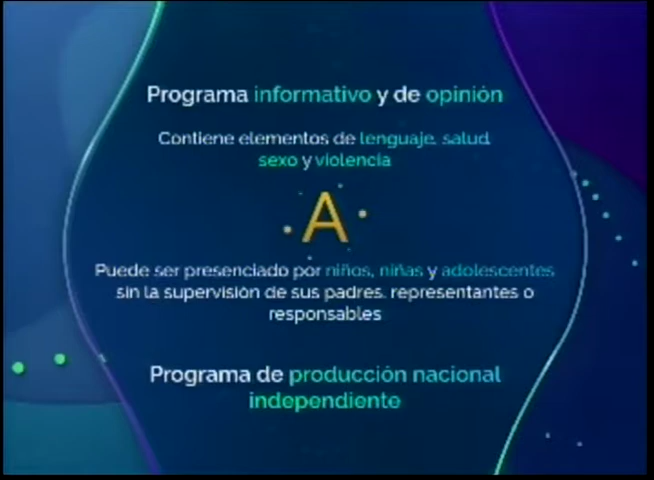 Programa informativo y de opinión
Contiene elementos de lenguaje, salud,
sexo y violencia
A
Puede ser presenciado por niños, niñas y adolescentes
sin la supervisión de sus padres, representantes o
responsables
Programa de producción nacional
independiente